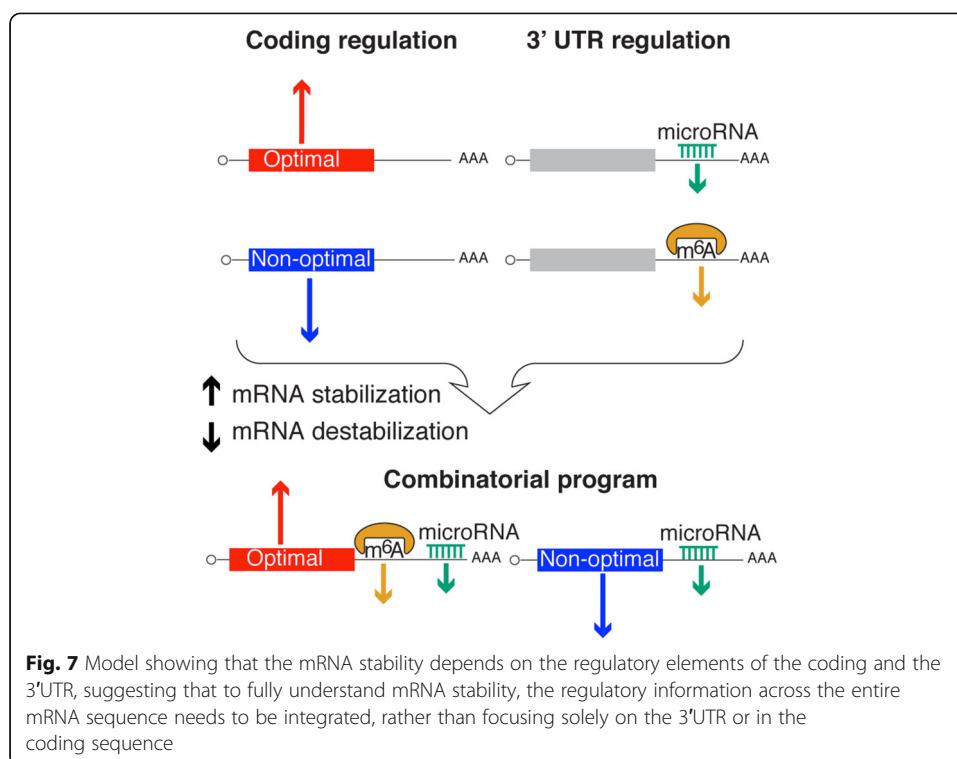 Coding regulation 3' UTR regulation
microRNA
Optimal AAA AAA
Non-optimal AAA m6A AAA
mRNA stabilization
mRNA destabilization
Combinatorial program
microRNA microRNA
Optimal m6A AAA Non-optimal AAA
Fig. 7 Model showing that the mRNA stability depends on the regulatory elements of the coding and the
3'UTR, suggesting that to fully understand mRNA stability, the regulatory information across the entire
mRNA sequence needs to be integrated, rather than focusing solely on the 3'UTR or in the
coding sequence